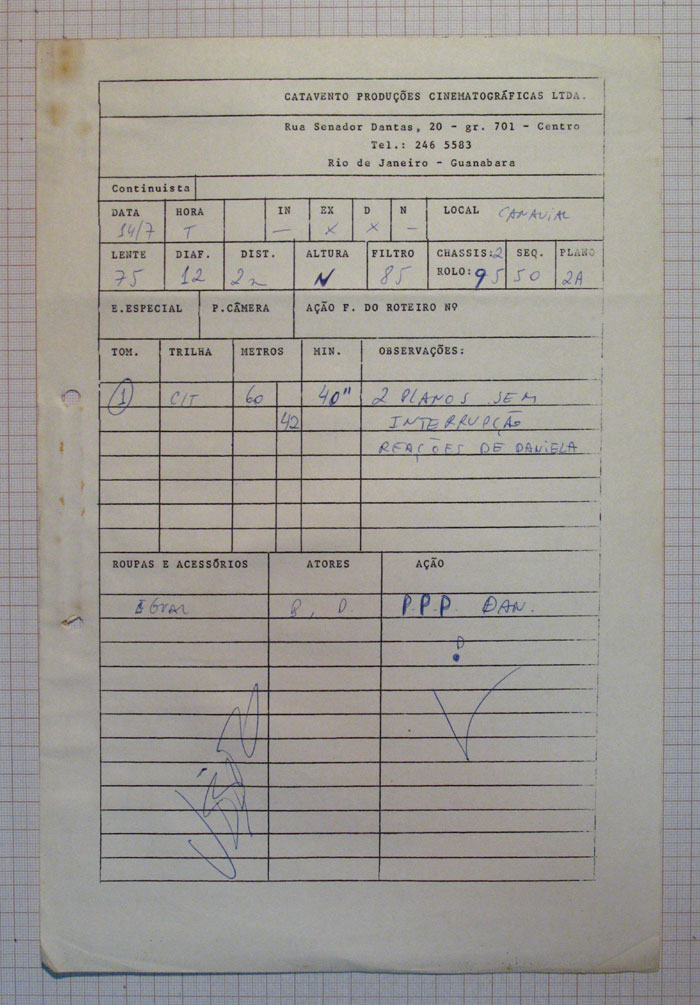 CATAVENTO PRODUÇÕES CINEMATOGRÁFICAS LTDA.
Rua Senador Dantas, 20 - gr. 701 - Centro
Tel.: 246 5583
Rio de Janeiro - Guanabara
Continuista
DATA HORA IN EX D N LOCAL CANAVIAL
14/7 T — X X —
LENTE DIAF. DIST. ALTURA FILTRO CHASSIS: 2 SEQ. PLANO
75 12 N 85 ROLO: 95 50 2A
E.ESPECIAL P.CÂMERA AÇÃO F. DO ROTEIRO Nº
TOM. TRILHA METROS MIN. OBSERVAÇÕES:
1 C/T 60 40" 2 PLANOS SEM
42 INTERRUPÇÃO
REAÇÕES DE DANIELA
ROUPAS E ACESSÓRIOS ATORES AÇÃO
IGUAL D. P.P.P. DAN.
D